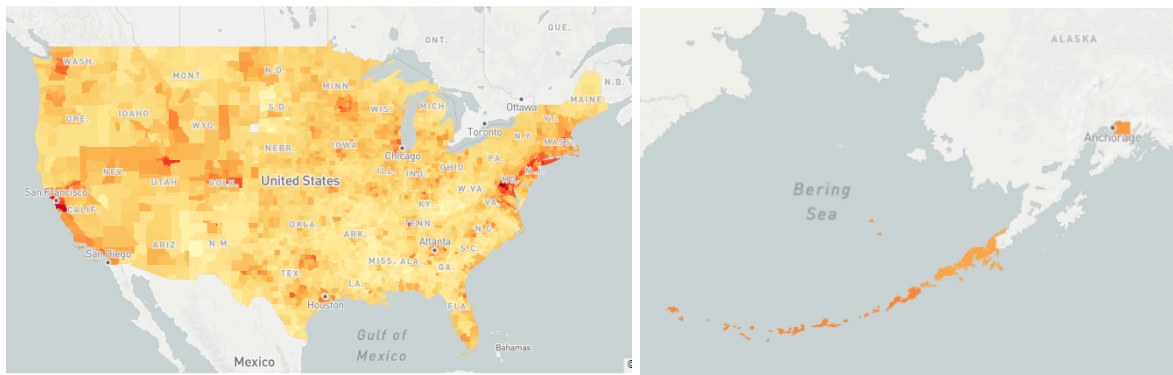 QUE.
ONT.
WASH.
N.D.
MONT.
N.B.
MINN.
MAINE
Ottawa
ORE.
IDAHO
S.D.
WIS.
MICH.
VT.
Toronto
WYO.
N.Y.
MASS.
NEBR.
IOWA
Chicago
PA.
NEV.
UTAH
COLO.
United States
ILL.
IND.
OHIO
N.J.
MD.
San Francisco
CALIF.
W.VA
VA.
KY.
ARIZ.
N.M.
OKLA.
ARK.
TENN.
N.C.
San Diego
Atlanta
S.C.
MISS.
ALA.
GA.
TEX.
LA.
Houston
FLA.
Gulf of
Mexico
Bahamas
Mexico
ALASKA
Anchorage
Bering
Sea